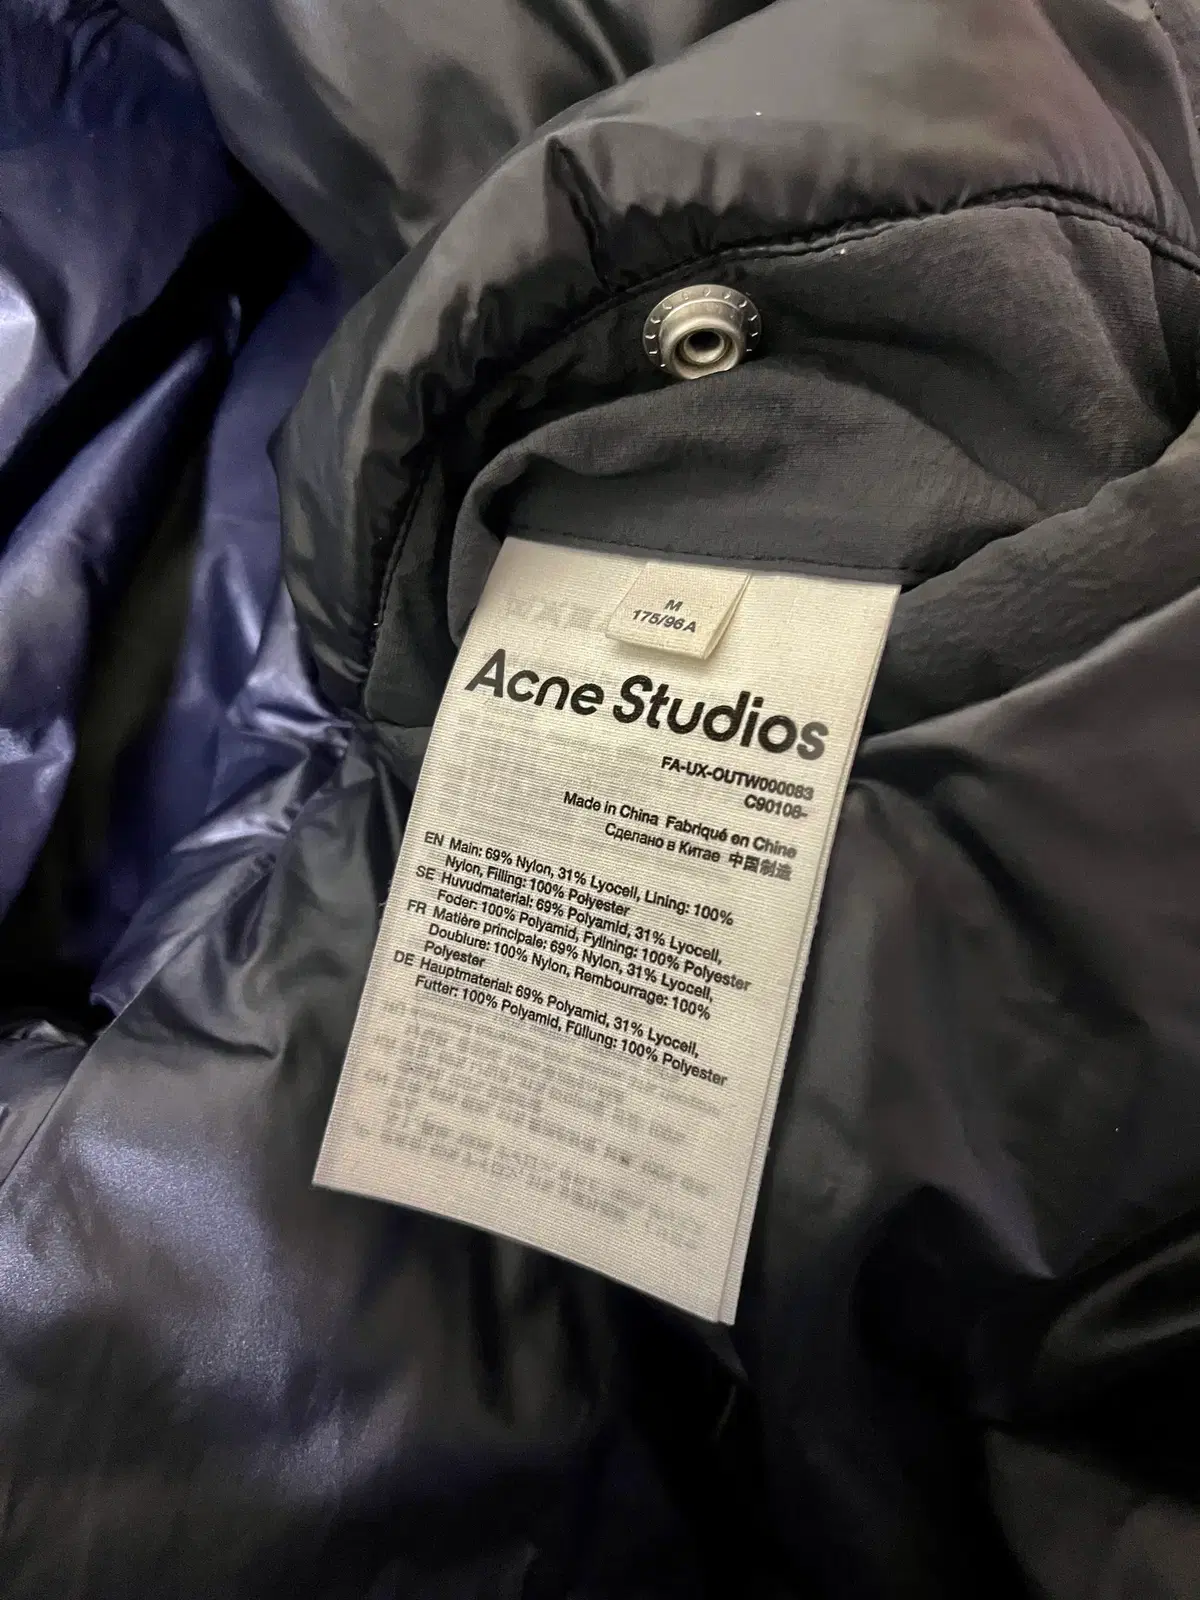 M
175/96A
Acne Studios
FA-UX-OUTW000083
C90108-
Made in China Fabriqué en Chine
Сделано в Китае 中国制造
EN Main: 69% Nylon, 31% Lyocell, Lining: 100%
Nylon, Filling: 100% Polyester
SE Huvudmaterial: 69% Polyamid, 31% Lyocell,
Foder: 100% Polyamid, Fyllning: 100% Polyester
FR Matière principale: 69% Nylon, 31% Lyocell,
Doublure: 100% Nylon, Rembourrage: 100%
Polyester
DE Hauptmaterial: 69% Polyamid, 31% Lyocell,
Futter: 100% Polyamid, Füllung: 100% Polyester